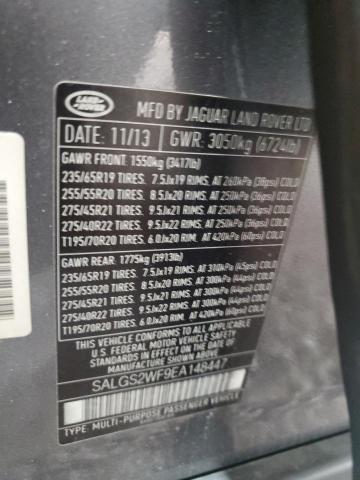 LAND
ROVER
MFD BY JAGUAR LAND ROVER LTD
DATE: 11/13 GWR: 3050kg (6724lb)
GAWR FRONT: 1550kg (3417lb)
235/65R19 TIRES. 7.5Jx19 RIMS, AT 260kPa (38psi) COLD
255/55R20 TIRES. 8.5Jx20 RIMS, AT 250kPa (36psi) COLD
275/45R21 TIRES. 9.5Jx21 RIMS, AT 250kPa (36psi) COLD
275/40R22 TIRES. 9.5Jx22 RIMS, AT 250kPa (36psi) COLD
T195/70R20 TIRES. 6.0Jx20 RIM, AT 420kPa (60psi) COLD
GAWR REAR: 1775kg (3913lb)
235/65R19 TIRES. 7.5Jx19 RIMS, AT 310kPa (45psi) COLD
255/55R20 TIRES. 8.5Jx20 RIMS, AT 300kPa (44psi) COLD
275/45R21 TIRES. 9.5Jx21 RIMS, AT 300kPa (44psi) COLD
275/40R22 TIRES. 9.5Jx22 RIMS, AT 300kPa (44psi) COLD
T195/70R20 TIRES. 6.0Jx20 RIM, AT 420kPa (60psi) COLD
THIS VEHICLE CONFORMS TO ALL APPLICABLE
FEDERAL MOTOR VEHICLE SAFETY
STANDARDS IN EFFECT ON THE DATE OF
MANUFACTURE SHOWN ABOVE
SALGS2WF9EA148447
TYPE: MULTI-PURPOSE PASSENGER VEHICLE